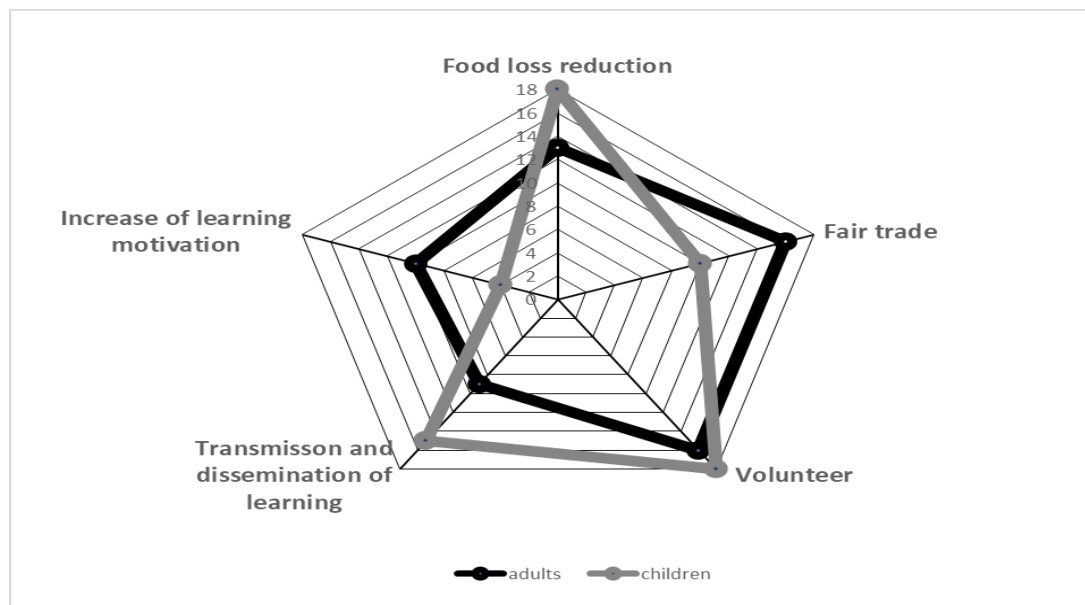 Food loss reduction
18
16
14
12
10
8
6
4
2
0
Increase of learning
motivation
Fair trade
Transmisson and
dissemination of
learning
Volunteer
adults
children